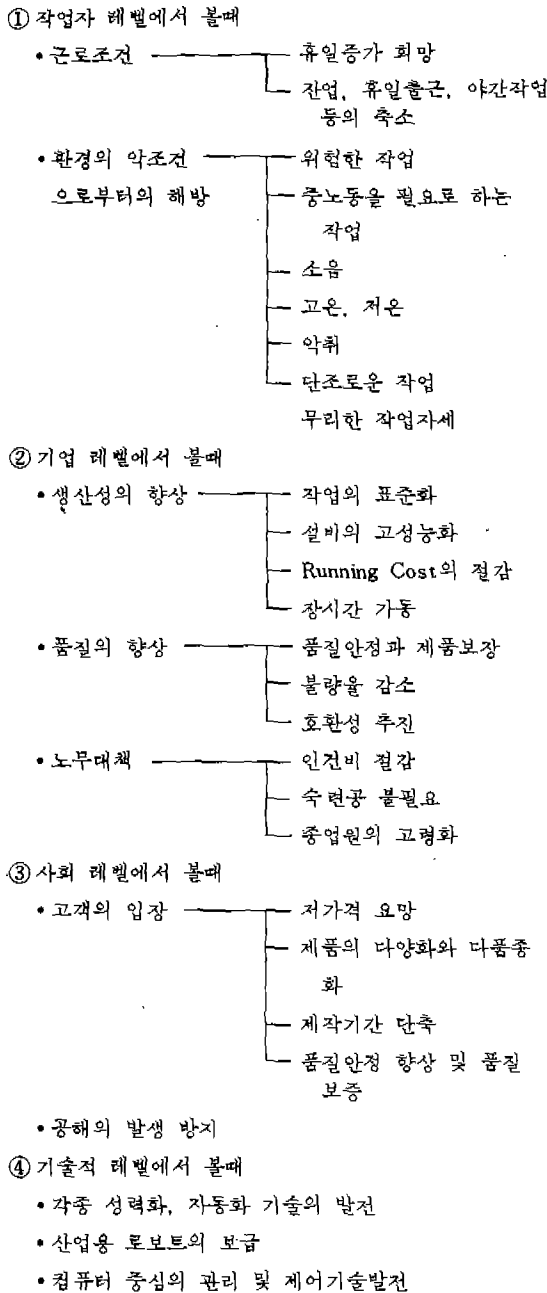 ① 작업자 레벨에서 볼때
• 근로조건 휴일증가 희망
잔업, 휴일출근, 야간작업
등의 축소
• 환경의 악조건 위험한 작업
으로부터의 해방 중노동을 필요로 하는
작업
소음
고온, 저온
악취
단조로운 작업
무리한 작업자세
② 기업 레벨에서 볼때
• 생산성의 향상 작업의 표준화
설비의 고성능화
Running Cost의 절감
장시간 가동
• 품질의 향상 품질안정과 제품보장
불량율 감소
호환성 추진
• 노무대책 인건비 절감
숙련공 불필요
종업원의 고령화
③ 사회 레벨에서 볼때
• 고객의 입장 저가격 요망
제품의 다양화와 다품종
화
제작기간 단축
품질안정 향상 및 품질
보증
• 공해의 발생 방지
④ 기술적 레벨에서 볼때
• 각종 성력화, 자동화 기술의 발전
• 산업용 로보트의 보급
• 컴퓨터 중심의 관리 및 제어기술발전